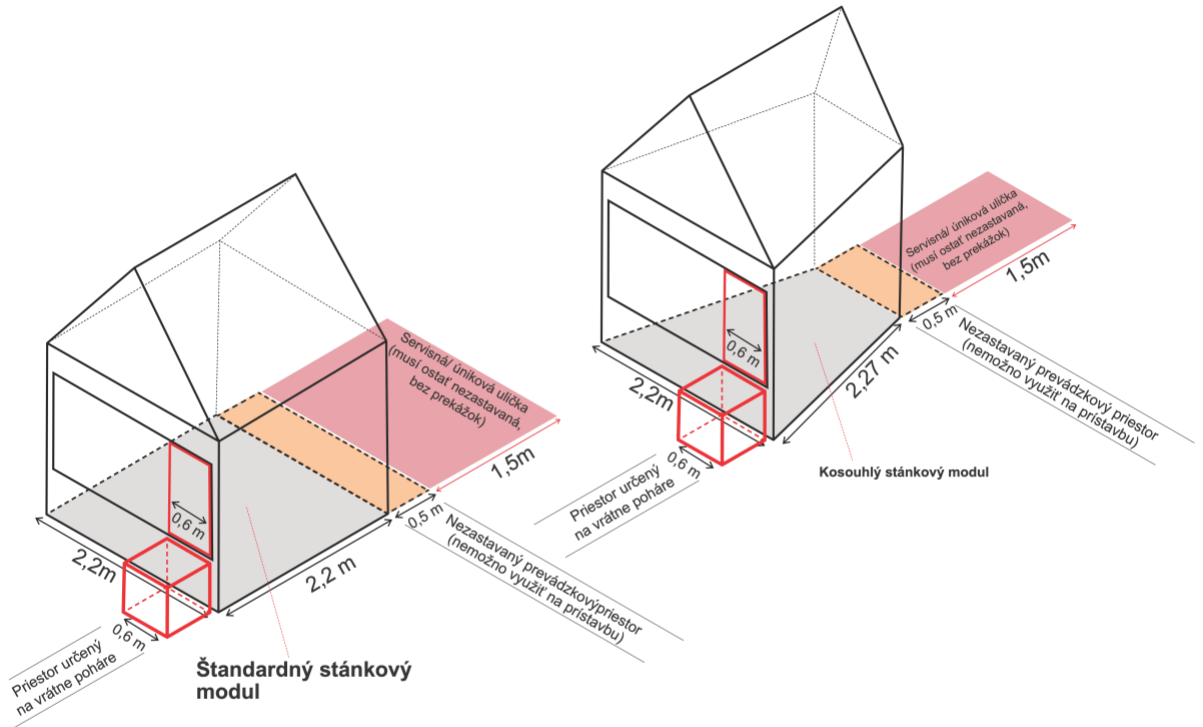 Servisná/ úniková ulička
(musí ostať nezastavaná,
bez prekážok)
1,5m
0,6 m
0,5 m
2,2m
2,2 m
0,6 m
Nezastavaný prevádzkovýpriestor
(nemožno využiť na prístavbu)
Priestor určený
na vrátne poháre
Štandardný stánkový
modul
Servisná/ úniková ulička
(musí ostať nezastavaná,
bez prekážok)
1,5m
0,6 m
0,5 m
2,2m
2,27 m
0,6 m
Nezastavaný prevádzkový priestor
(nemožno využiť na prístavbu)
Priestor určený
na vrátne poháre
Kosouhlý stánkový modul